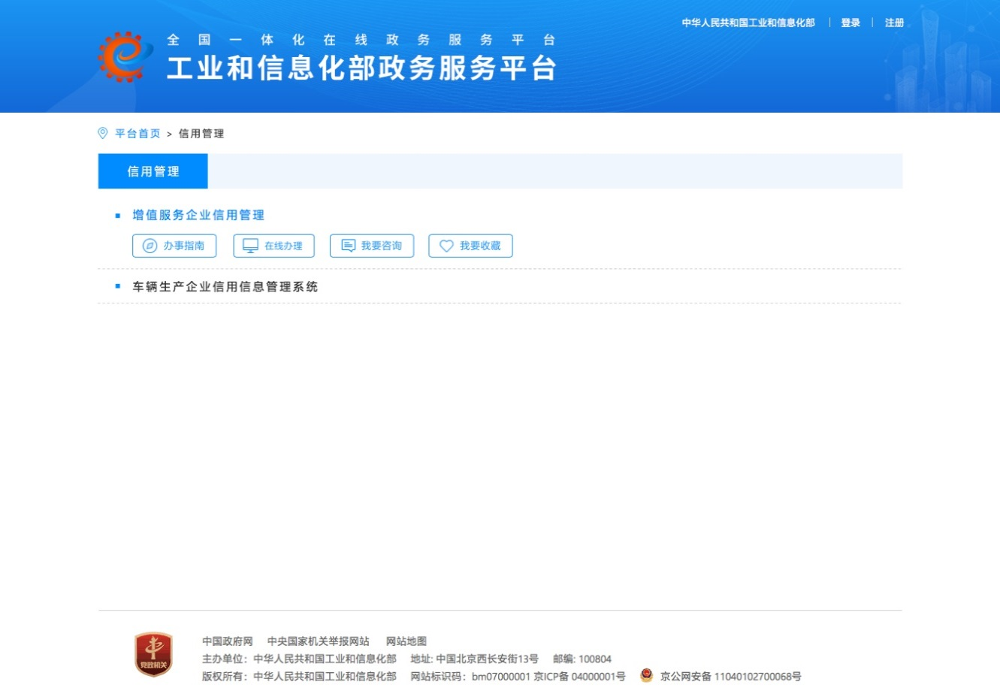 中华人民共和国工业和信息化部 | 登录 | 注册
全国一体化在线政务服务平台
工业和信息化部政务服务平台
平台首页 > 信用管理
信用管理
增值服务企业信用管理
办事指南 在线办理 我要咨询 我要收藏
车辆生产企业信用信息管理系统
党政机关
中国政府网 中央国家机关举报网站 网站地图
主办单位：中华人民共和国工业和信息化部 地址: 中国北京西长安街13号 邮编: 100804
版权所有：中华人民共和国工业和信息化部 网站标识码：bm07000001 京ICP备 04000001号 京公网安备 11040102700068号